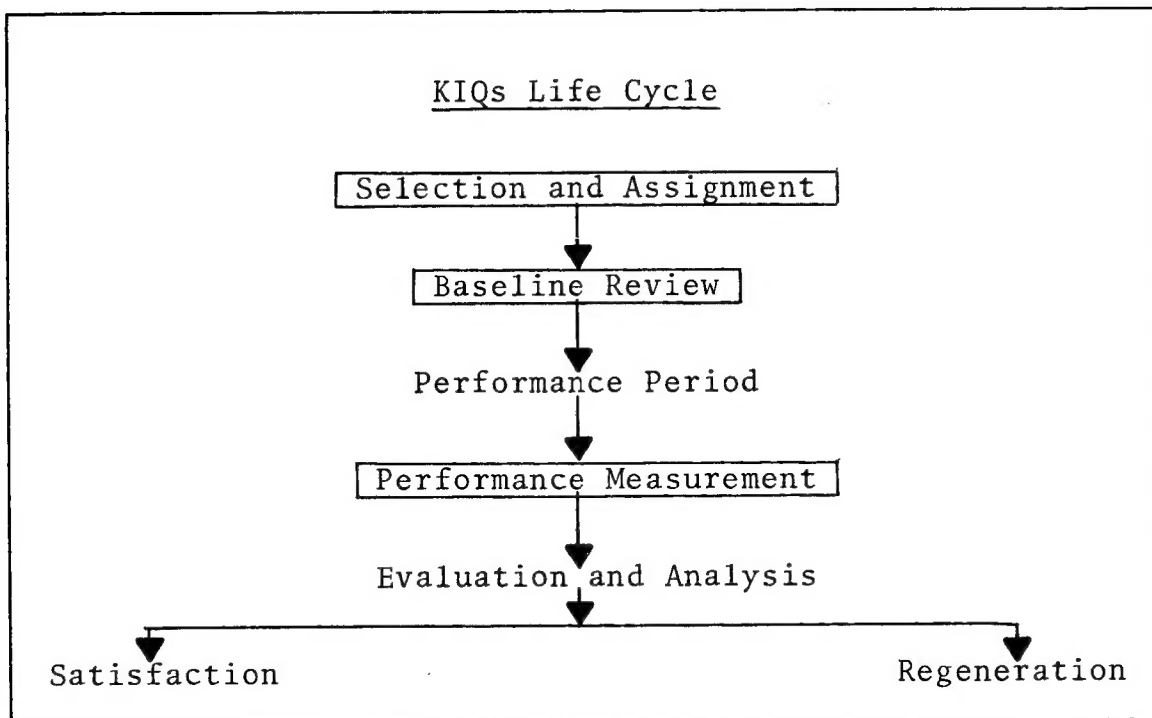 KIQs Life Cycle
Selection and Assignment
Baseline Review
Performance Period
Performance Measurement
Evaluation and Analysis
Satisfaction
Regeneration